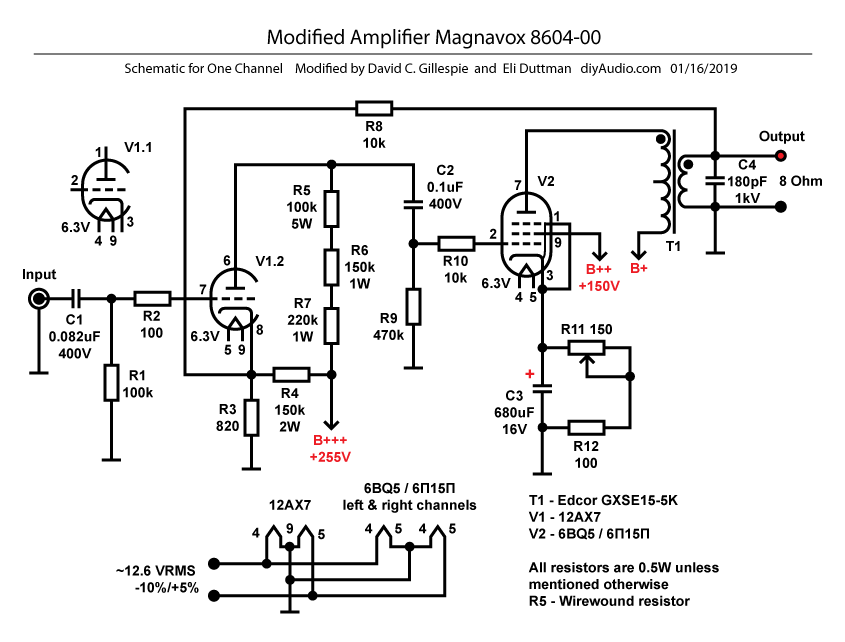 Modified Amplifier Magnavox 8604-00
Schematic for One Channel Modified by David C. Gillespie and Eli Duttman diyAudio.com 01/16/2019
R8
10k
1
V1.1
2
3
6.3V
4 9
Output
C4
180pF
1kV
8 Ohm
T1
B+
R5
100k
5W
C2
0.1uF
400V
7
V2
1
2
9
3
6.3V
4 5
B++
+150V
R10
10k
6
V1.2
7
8
6.3V
5 9
R6
150k
1W
R7
220k
1W
R9
470k
Input
C1
0.082uF
400V
R2
100
R1
100k
R3
820
R4
150k
2W
B+++
+255V
R11 150
+
C3
680uF
16V
R12
100
12AX7
4 9 5
6BQ5 / 6П15П
left & right channels
4 5 4 5
~12.6 VRMS
-10%/+5%
T1 - Edcor GXSE15-5K
V1 - 12AX7
V2 - 6BQ5 / 6П15П
All resistors are 0.5W unless
mentioned otherwise
R5 - Wirewound resistor